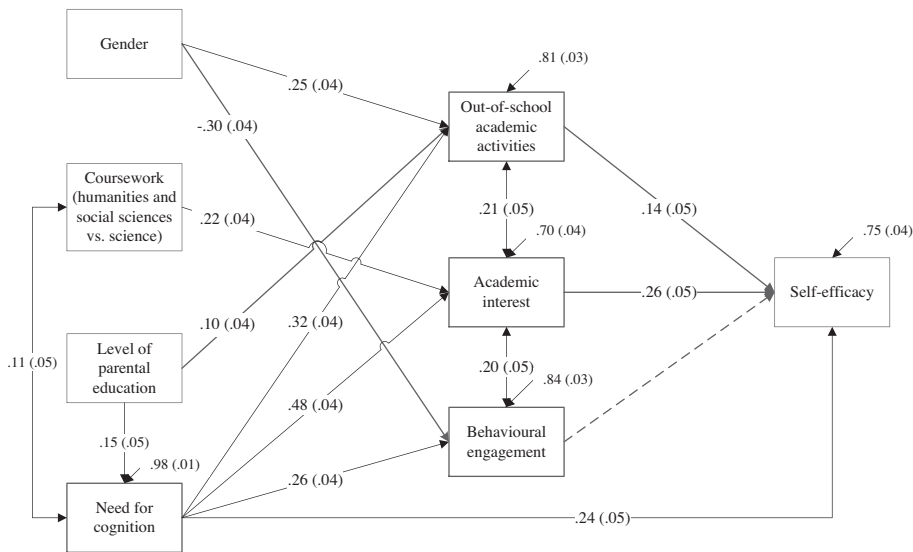 Gender
.81 (.03)
.25 (.04)
Out-of-school
academic
activities
-.30 (.04)
Coursework
(humanities and
social sciences
vs. science)
.22 (.04)
.21 (.05)
.14 (.05)
.70 (.04)
.75 (.04)
Academic
interest
.26 (.05)
Self-efficacy
.10 (.04)
.32 (.04)
Level of
parental
education
.11 (.05)
.20 (.05)
.84 (.03)
.48 (.04)
Behavioural
engagement
.15 (.05)
.98 (.01)
.26 (.04)
Need for
cognition
.24 (.05)